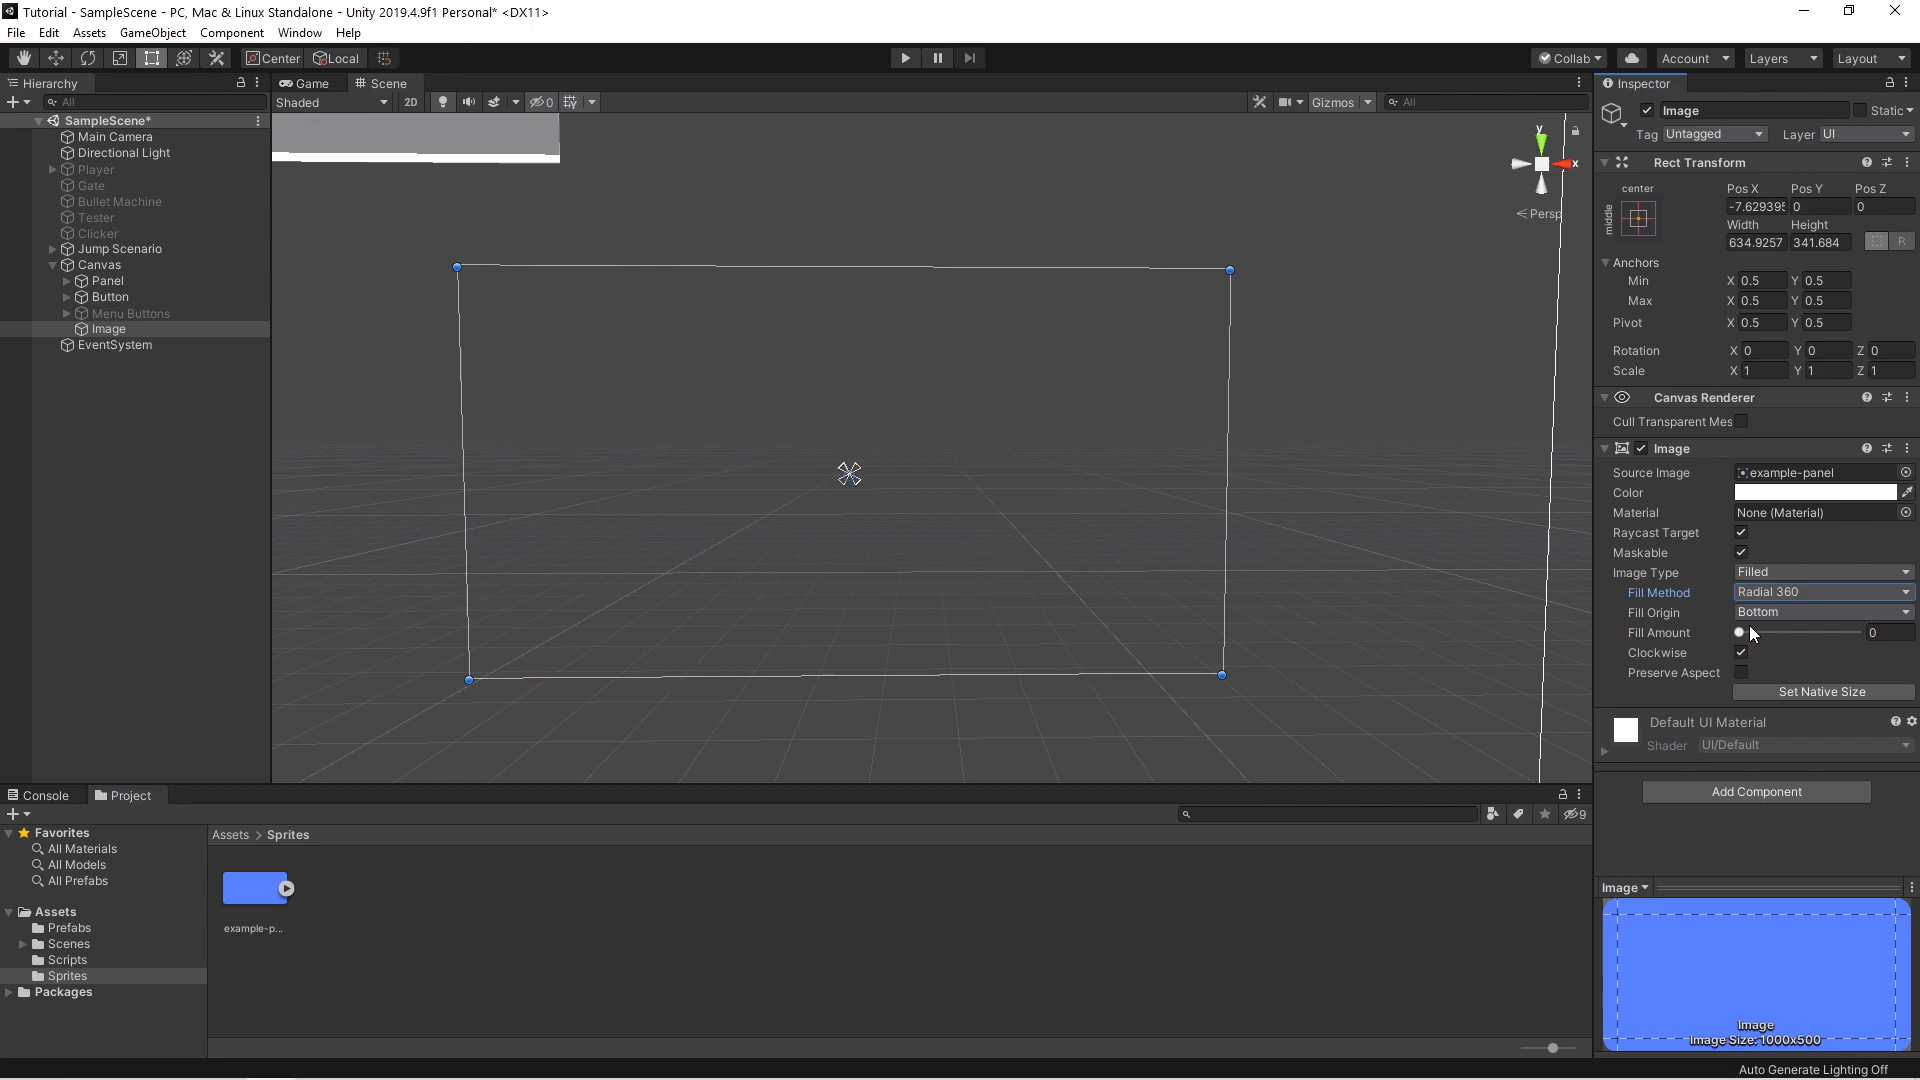 Tutorial - SampleScene - PC, Mac & Linux Standalone - Unity 2019.4.9f1 Personal* <DX11>
File Edit Assets GameObject Component Window Help
Center Local Collab Account Layers Layout
Hierarchy
All
SampleScene*
Main Camera
Directional Light
Player
Gate
Bullet Machine
Tester
Clicker
Jump Scenario
Canvas
Panel
Button
Menu Buttons
Image
EventSystem
Game Scene
Shaded 2D 0 Gizmos All
y
x
Persp
Inspector
Image Static
Tag Untagged Layer UI
Rect Transform
center Pos X Pos Y Pos Z
middle -7.629395 0 0
Width Height
634.9257 341.684 R
Anchors
Min X 0.5 Y 0.5
Max X 0.5 Y 0.5
Pivot X 0.5 Y 0.5
Rotation X 0 Y 0 Z 0
Scale X 1 Y 1 Z 1
Canvas Renderer
Cull Transparent Mes
Image
Source Image example-panel
Color
Material None (Material)
Raycast Target
Maskable
Image Type Filled
Fill Method Radial 360
Fill Origin Bottom
Fill Amount 0
Clockwise
Preserve Aspect
Set Native Size
Default UI Material
Shader UI/Default
Add Component
Image
Image
Image Size: 1000x500
Console Project
9
Favorites
All Materials
All Models
All Prefabs
Assets
Prefabs
Scenes
Scripts
Sprites
Packages
Assets > Sprites
example-p...
Auto Generate Lighting Off